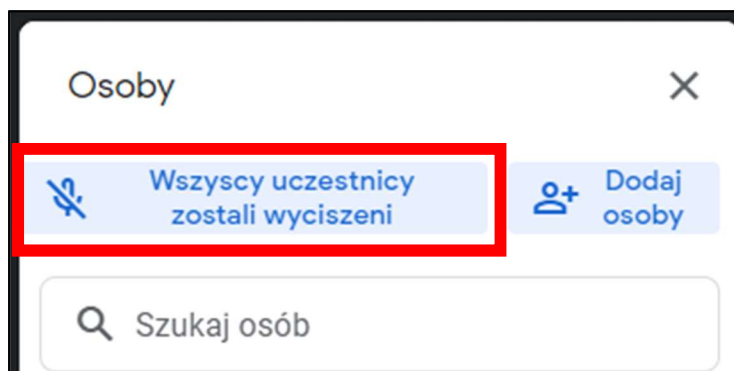 Osoby
Wszyscy uczestnicy
zostali wyciszeni
Dodaj
osoby
Szukaj osób